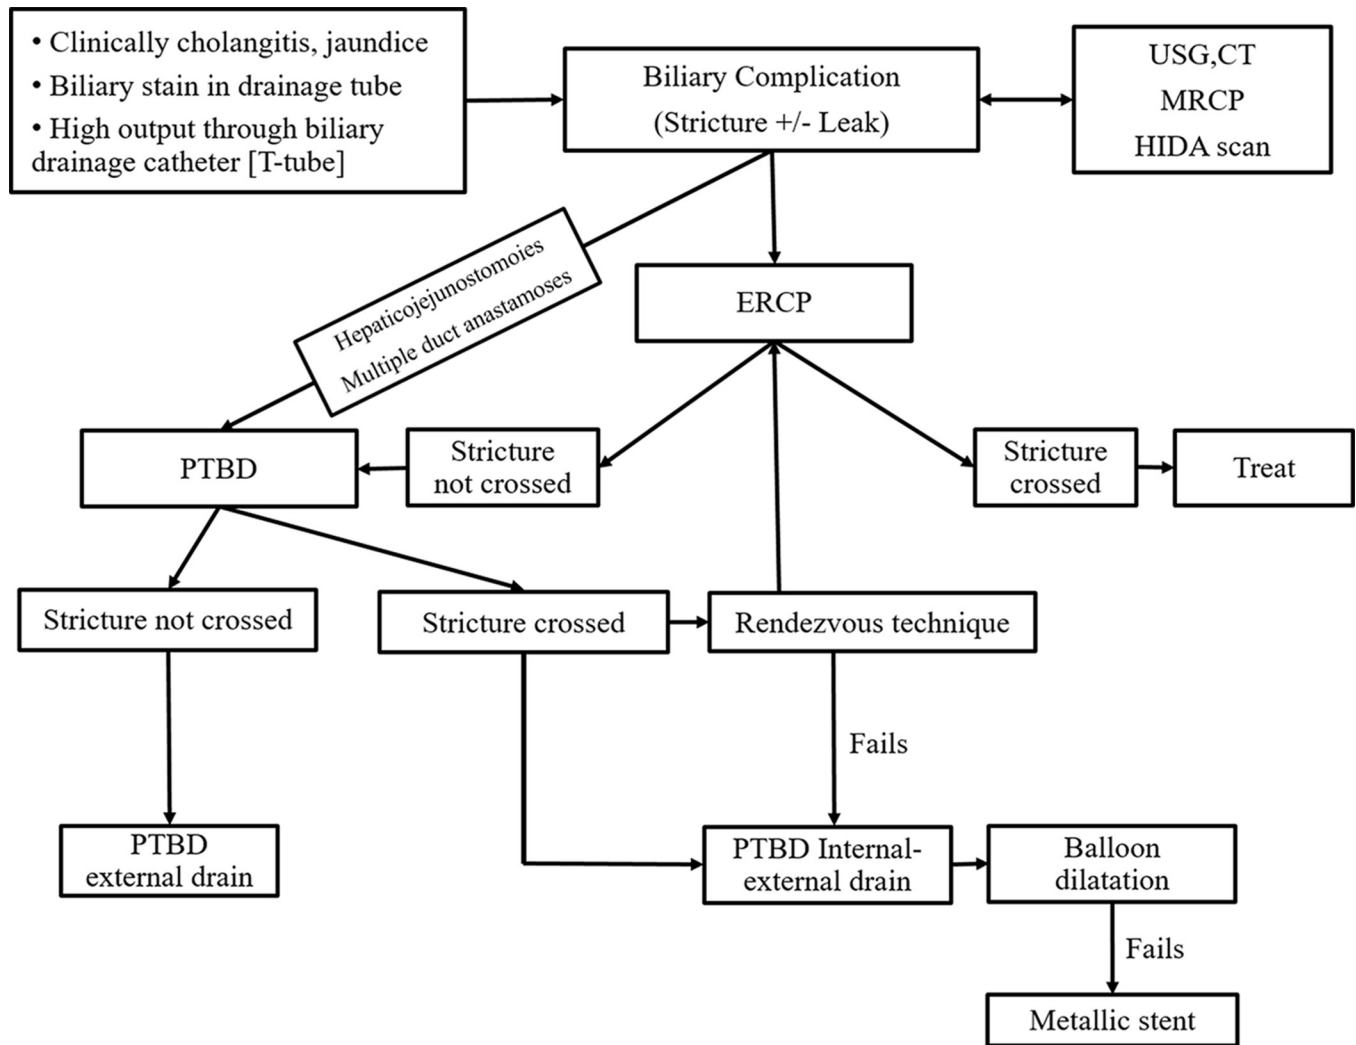 • Clinically cholangitis, jaundice
• Biliary stain in drainage tube
• High output through biliary
drainage catheter [T-tube]
Biliary Complication
(Stricture +/- Leak)
USG,CT
MRCP
HIDA scan
Hepaticojejunostomoies
Multiple duct anastamoses
ERCP
PTBD
Stricture
not crossed
Stricture
crossed
Treat
Stricture not crossed
Stricture crossed
Rendezvous technique
Fails
PTBD
external drain
PTBD Internal-
external drain
Balloon
dilatation
Fails
Metallic stent